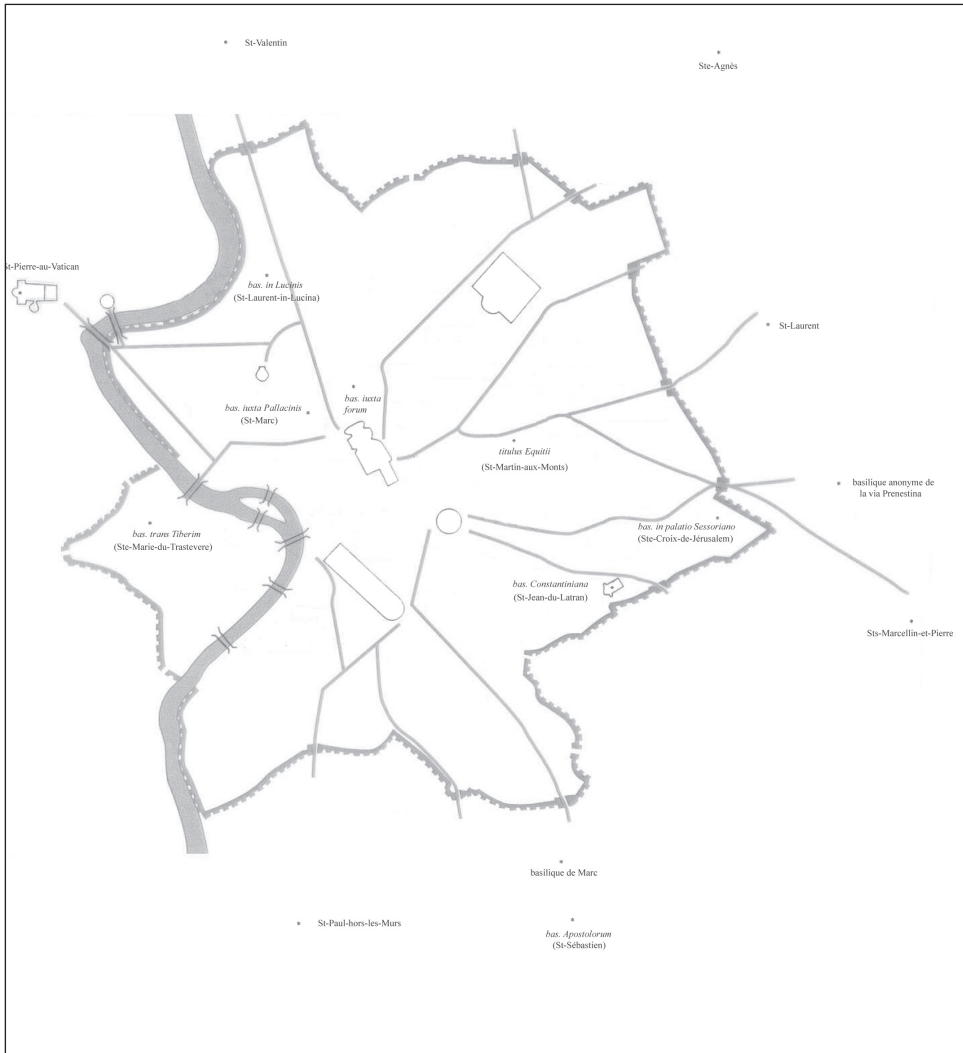 St-Valentin
Ste-Agnès
St-Pierre-au-Vatican
bas. in Lucinis
(St-Laurent-in-Lucina)
St-Laurent
bas. iuxta
forum
bas. iuxta Pallacinis
(St-Marc)
titulus Equitii
(St-Martin-aux-Monts)
basilique anonyme de
la via Prenestina
bas. trans Tiberim
(Ste-Marie-du-Trastevere)
bas. in palatio Sessoriano
(Ste-Croix-de-Jérusalem)
bas. Constantiniana
(St-Jean-du-Latran)
Sts-Marcellin-et-Pierre
basilique de Marc
St-Paul-hors-les-Murs
bas. Apostolorum
(St-Sébastien)